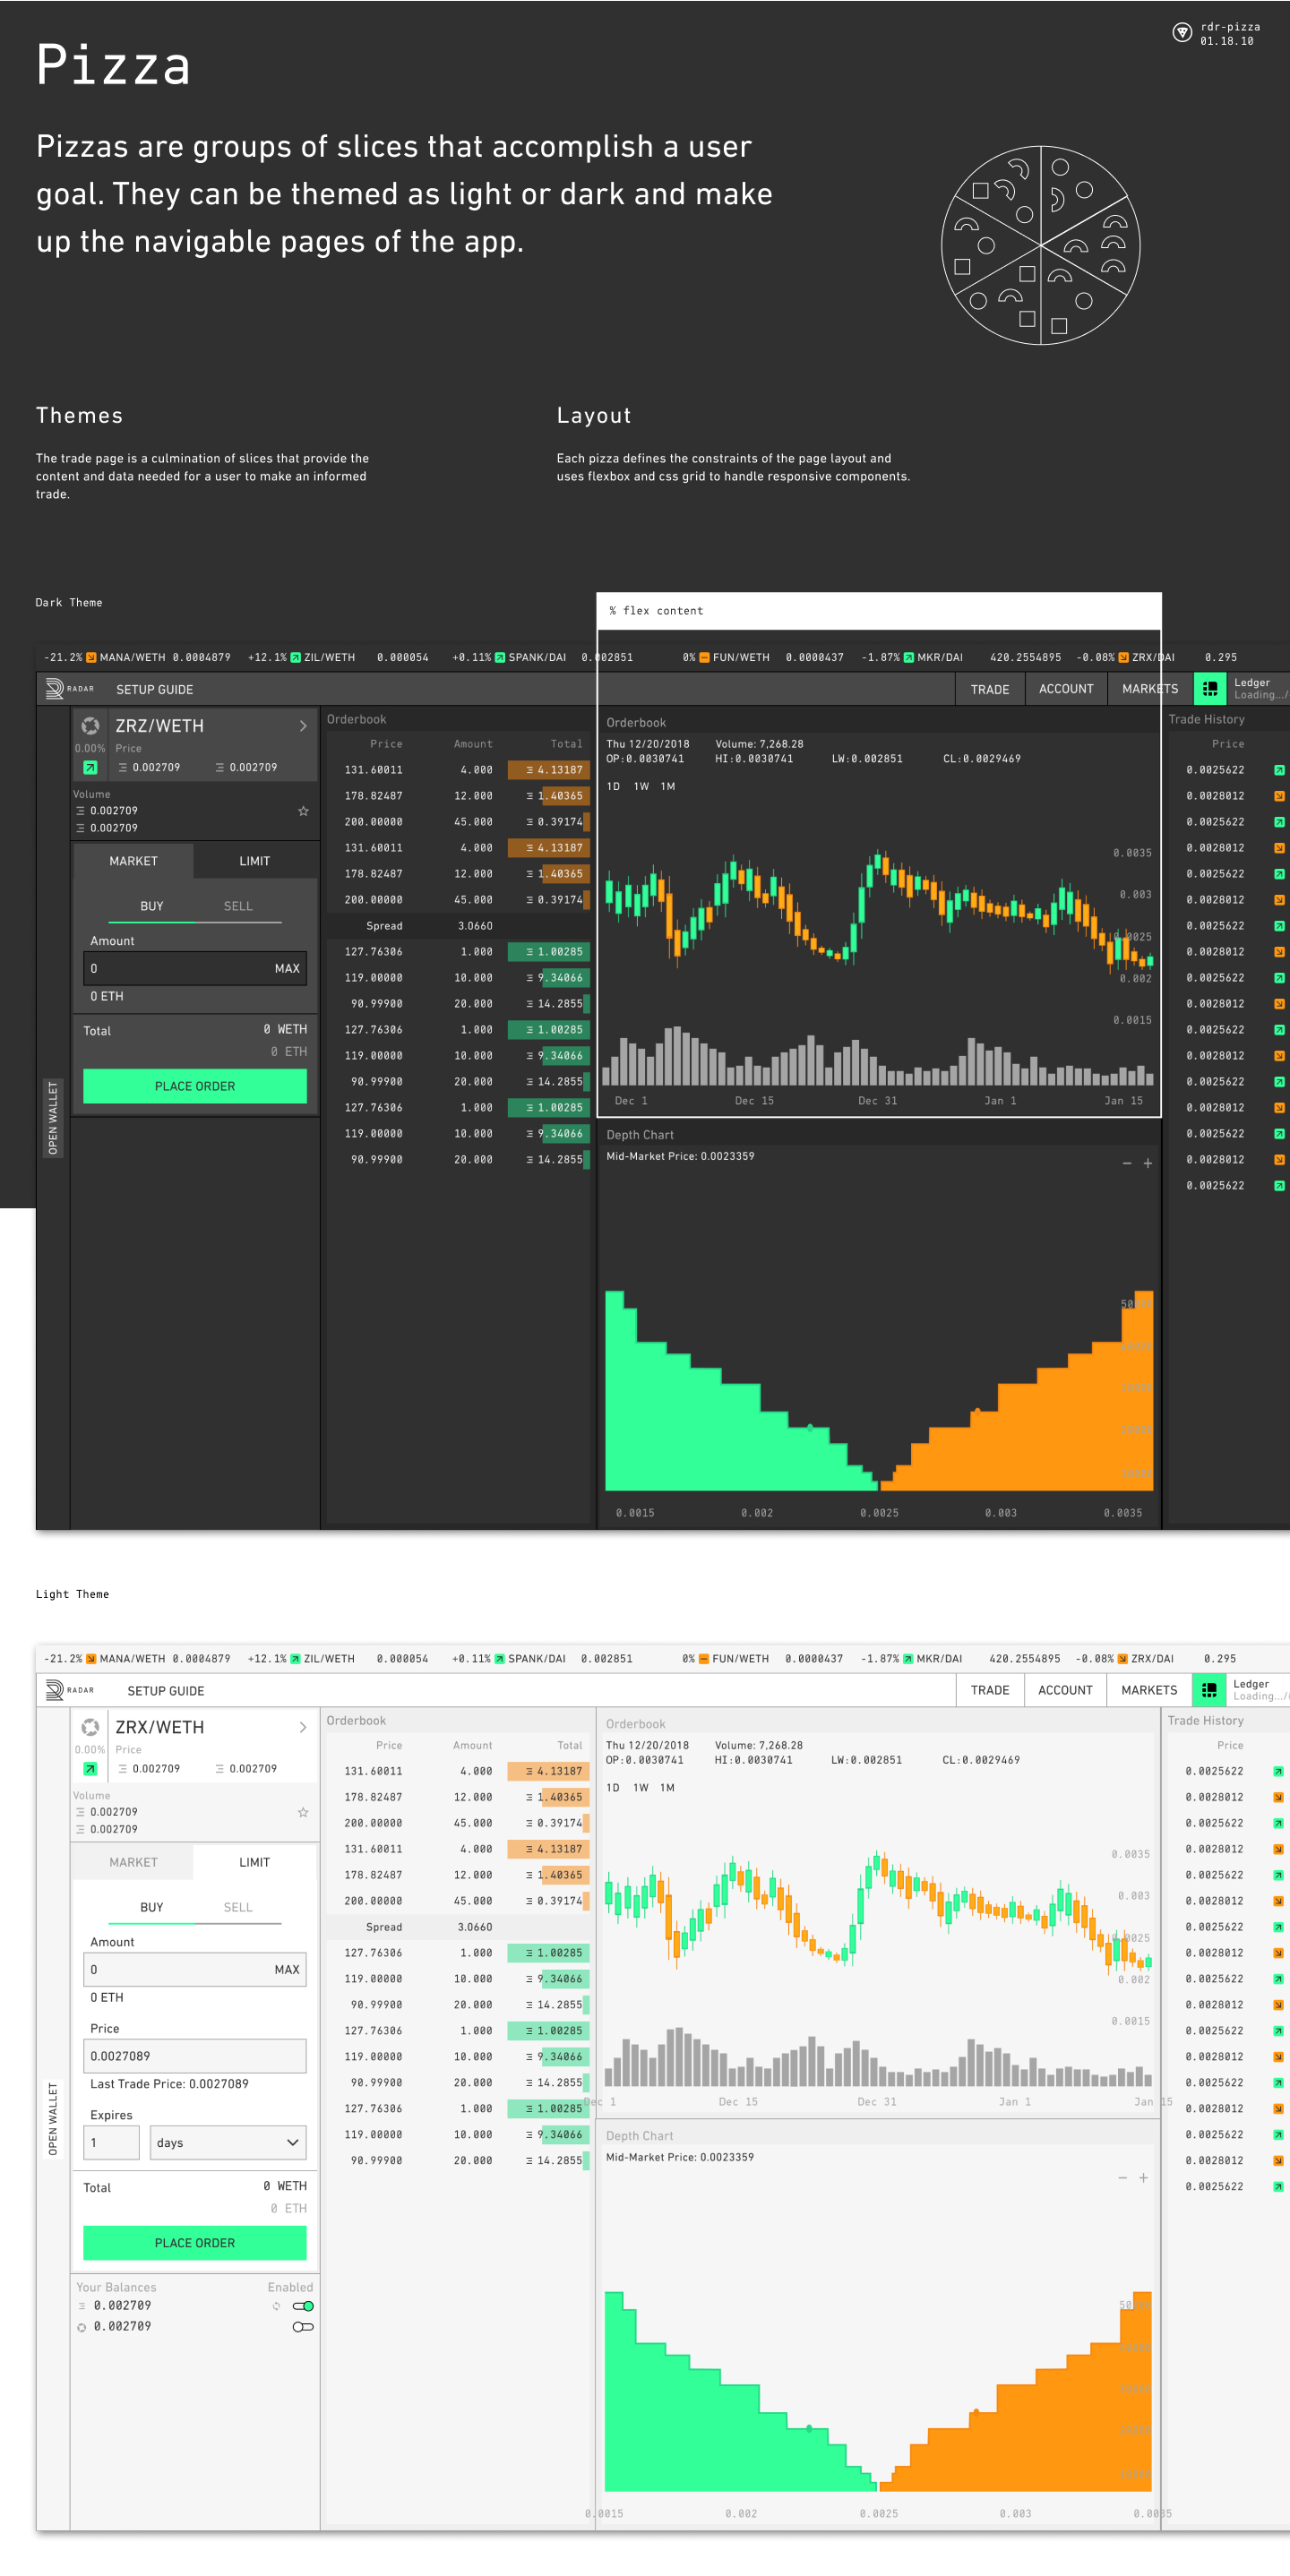 Pizza
rdr-pizza
01.18.10
Pizzas are groups of slices that accomplish a user
goal. They can be themed as light or dark and make
up the navigable pages of the app.
Themes
The trade page is a culmination of slices that provide the
content and data needed for a user to make an informed
trade.
Layout
Each pizza defines the constraints of the page layout and
uses flexbox and css grid to handle responsive components.
Dark Theme
% flex content
-21.2% MANA/WETH 0.0004879 +12.1% ZIL/WETH 0.000054 +0.11% SPANK/DAI 0.002851 0% FUN/WETH 0.0000437 -1.87% MKR/DAI 420.2554895 -0.08% ZRX/DAI 0.295
RADAR SETUP GUIDE TRADE ACCOUNT MARKETS
Ledger
Loading.../
OPEN WALLET
ZRZ/WETH
0.00% Price
Ξ 0.002709 Ξ 0.002709
Volume
Ξ 0.002709
Ξ 0.002709
MARKET LIMIT
BUY SELL
Amount
0 MAX
0 ETH
Total 0 WETH
0 ETH
PLACE ORDER
Orderbook
Price Amount Total
131.60011 4.000 Ξ 4.13187
178.82487 12.000 Ξ 1.40365
200.00000 45.000 Ξ 0.39174
131.60011 4.000 Ξ 4.13187
178.82487 12.000 Ξ 1.40365
200.00000 45.000 Ξ 0.39174
Spread 3.0660
127.76306 1.000 Ξ 1.00285
119.00000 10.000 Ξ 9.34066
90.99900 20.000 Ξ 14.2855
127.76306 1.000 Ξ 1.00285
119.00000 10.000 Ξ 9.34066
90.99900 20.000 Ξ 14.2855
127.76306 1.000 Ξ 1.00285
119.00000 10.000 Ξ 9.34066
90.99900 20.000 Ξ 14.2855
Orderbook
Thu 12/20/2018 Volume: 7,268.28
OP:0.0030741 HI:0.0030741 LW:0.002851 CL:0.0029469
1D 1W 1M
0.0035
0.003
0.0025
0.002
0.0015
Dec 1 Dec 15 Dec 31 Jan 1 Jan 15
Depth Chart
Mid-Market Price: 0.0023359
− +
0.0015 0.002 0.0025 0.003 0.0035
Trade History
Price
0.0025622
0.0028012
0.0025622
0.0028012
0.0025622
0.0028012
0.0025622
0.0028012
0.0025622
0.0028012
0.0025622
0.0028012
0.0025622
0.0028012
0.0025622
0.0028012
0.0025622
Light Theme
-21.2% MANA/WETH 0.0004879 +12.1% ZIL/WETH 0.000054 +0.11% SPANK/DAI 0.002851 0% FUN/WETH 0.0000437 -1.87% MKR/DAI 420.2554895 -0.08% ZRX/DAI 0.295
RADAR SETUP GUIDE TRADE ACCOUNT MARKETS
Ledger
Loading.../
OPEN WALLET
ZRX/WETH
0.00% Price
Ξ 0.002709 Ξ 0.002709
Volume
Ξ 0.002709
Ξ 0.002709
MARKET LIMIT
BUY SELL
Amount
0 MAX
0 ETH
Price
0.0027089
Last Trade Price: 0.0027089
Expires
1 days
Total 0 WETH
0 ETH
PLACE ORDER
Your Balances Enabled
Ξ 0.002709
0.002709
Orderbook
Price Amount Total
131.60011 4.000 Ξ 4.13187
178.82487 12.000 Ξ 1.40365
200.00000 45.000 Ξ 0.39174
131.60011 4.000 Ξ 4.13187
178.82487 12.000 Ξ 1.40365
200.00000 45.000 Ξ 0.39174
Spread 3.0660
127.76306 1.000 Ξ 1.00285
119.00000 10.000 Ξ 9.34066
90.99900 20.000 Ξ 14.2855
127.76306 1.000 Ξ 1.00285
119.00000 10.000 Ξ 9.34066
90.99900 20.000 Ξ 14.2855
127.76306 1.000 Ξ 1.00285
119.00000 10.000 Ξ 9.34066
90.99900 20.000 Ξ 14.2855
Orderbook
Thu 12/20/2018 Volume: 7,268.28
OP:0.0030741 HI:0.0030741 LW:0.002851 CL:0.0029469
1D 1W 1M
0.0035
0.003
0.0025
0.002
0.0015
Dec 1 Dec 15 Dec 31 Jan 1 Jan 15
Depth Chart
Mid-Market Price: 0.0023359
− +
0.0015 0.002 0.0025 0.003 0.0035
Trade History
Price
0.0025622
0.0028012
0.0025622
0.0028012
0.0025622
0.0028012
0.0025622
0.0028012
0.0025622
0.0028012
0.0025622
0.0028012
0.0025622
0.0028012
0.0025622
0.0028012
0.0025622